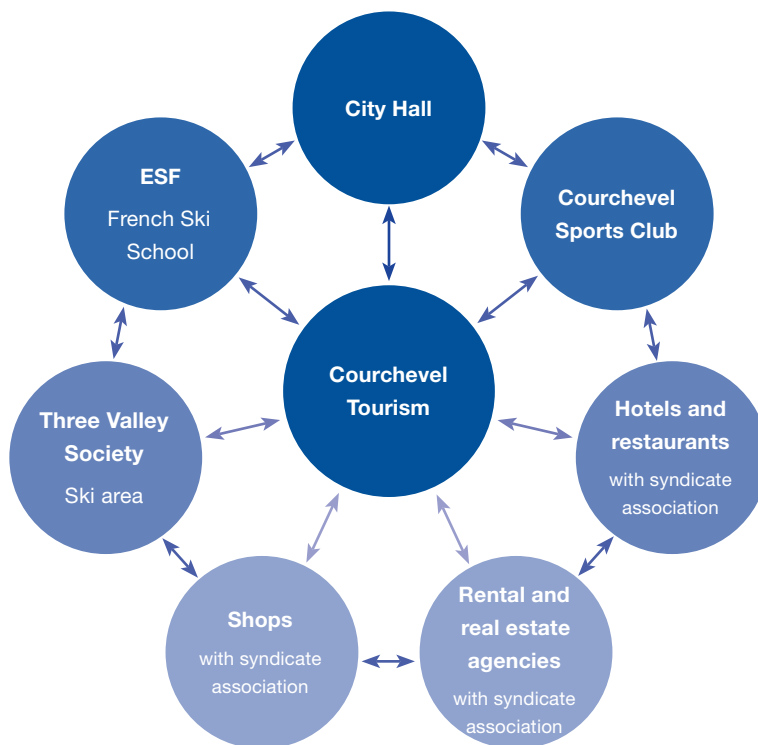 City Hall
ESF
French Ski
School
Courchevel
Sports Club
Courchevel
Tourism
Three Valley
Society
Ski area
Hotels and
restaurants
with syndicate
association
Shops
with syndicate
association
Rental and
real estate
agencies
with syndicate
association